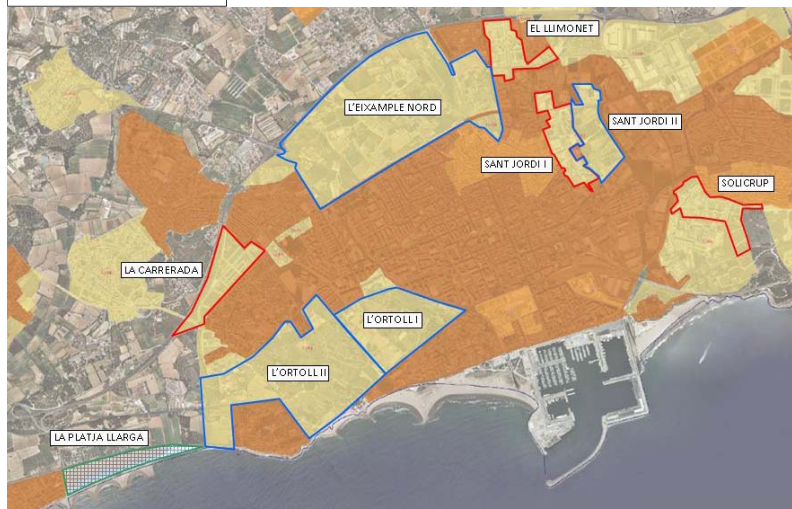 EL LLIMONET
L'EIXAMPLE NORD
SANT JORDI II
SANT JORDI I
SOLICRUP
LA CARRERADA
L'ORTOLL I
L'ORTOLL II
LA PLATJA LLARGA